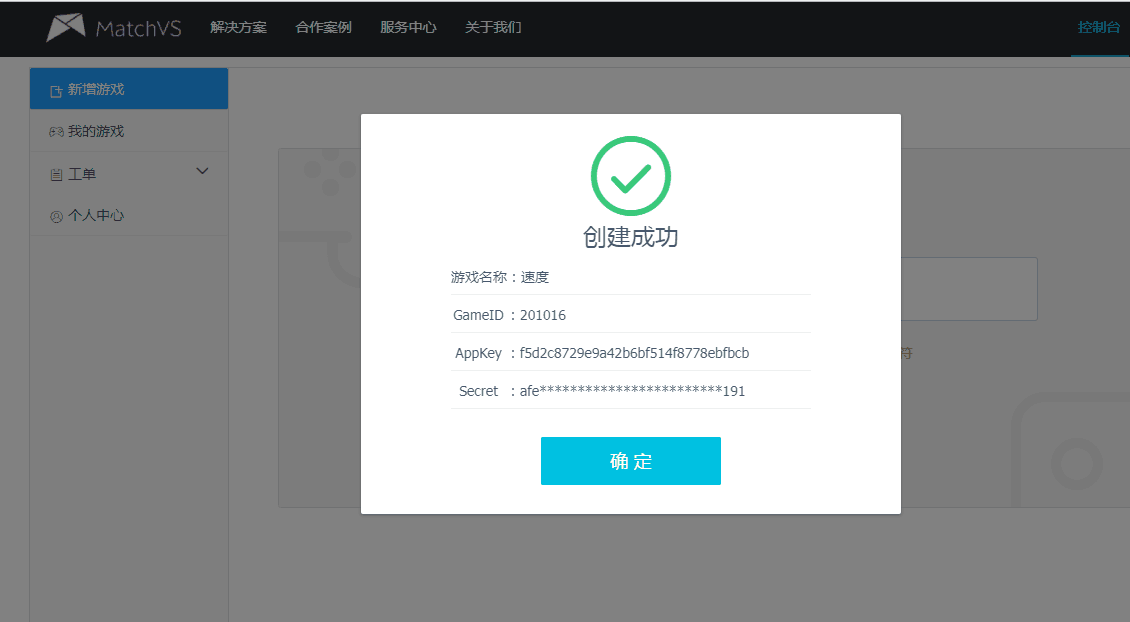 MatchVS 解决方案 合作案例 服务中心 关于我们 控制台
新增游戏
我的游戏
工单
个人中心
创建成功
游戏名称：速度
GameID ：201016
符
AppKey ：f5d2c8729e9a42b6bf514f8778ebfbcb
Secret ：afe************************191
确 定